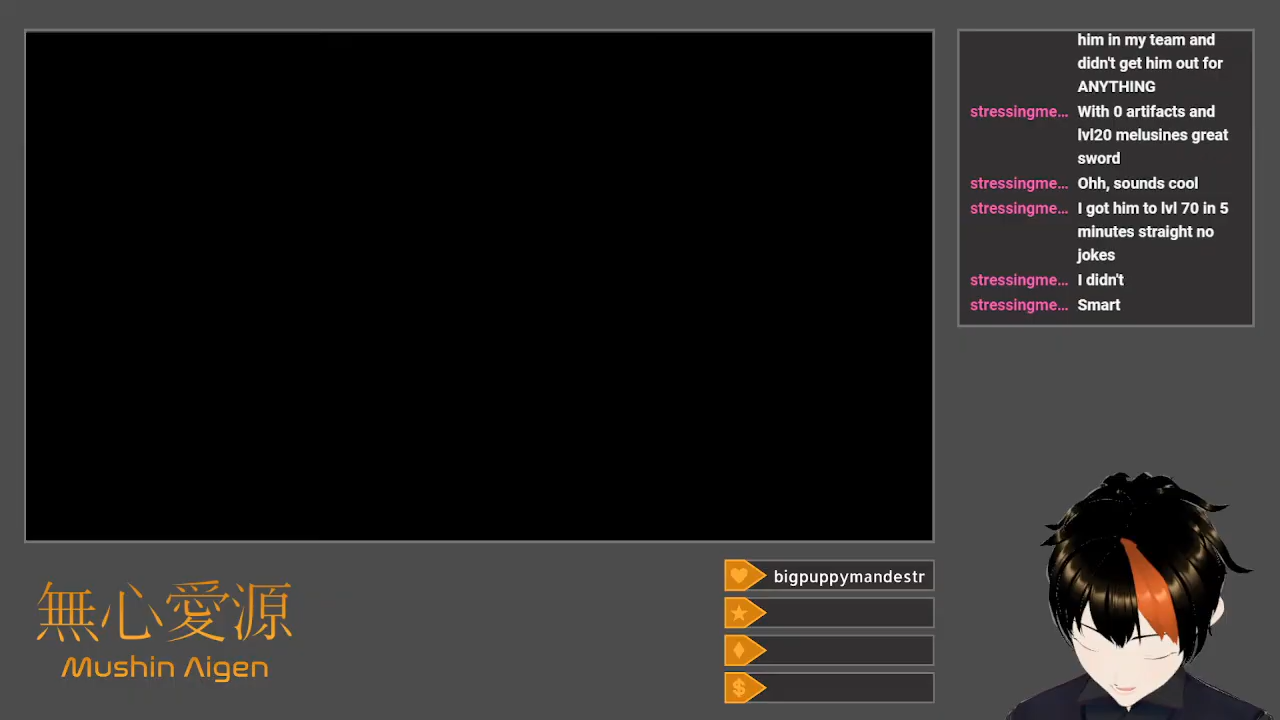 him in my team and
didn't get him out for
ANYTHING
stressingme... With 0 artifacts and
lvl20 melusines great
sword
stressingme... Ohh, sounds cool
stressingme... I got him to lvl 70 in 5
minutes straight no
jokes
stressingme... I didn't
stressingme... Smart
bigpuppymandestr
無心愛源
Mushin Aigen